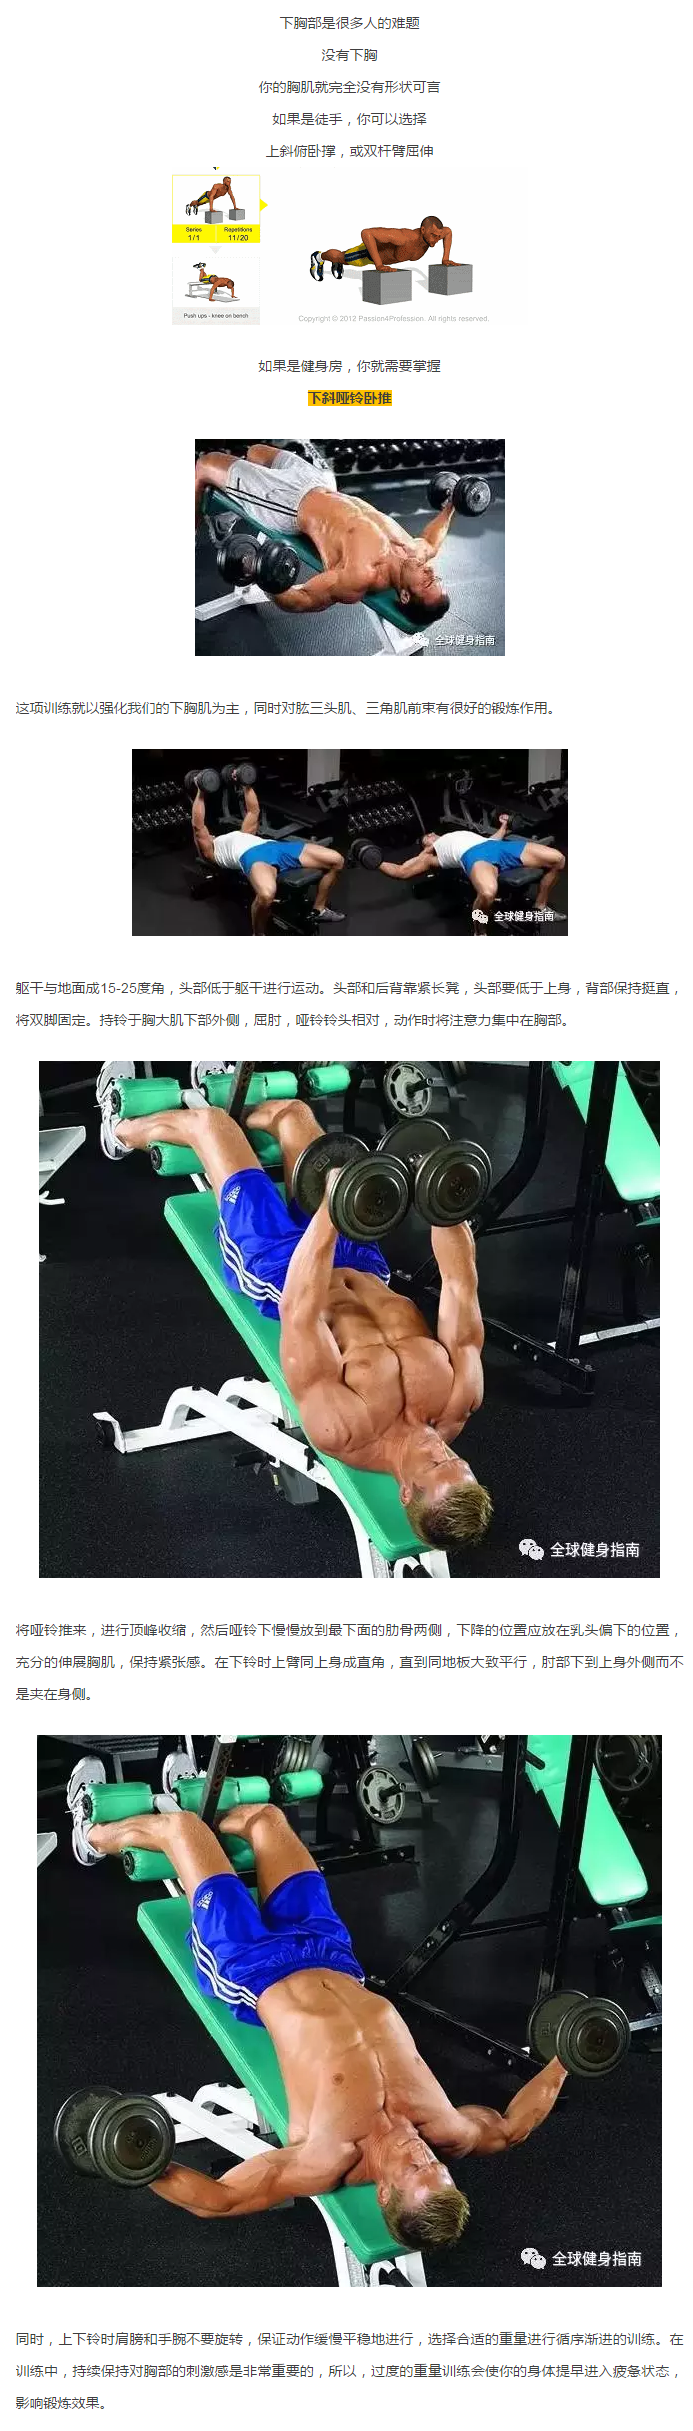 下胸部是很多人的难题
没有下胸
你的胸肌就完全没有形状可言
如果是徒手，你可以选择
上斜俯卧撑，或双杆臂屈伸
Series
Repetitions
1/1
11/20
Push ups - knee on bench
Copyright © 2012 Passion4Profession. All rights reserved.
如果是健身房，你就需要掌握
下斜哑铃卧推
全球健身指南
这项训练就以强化我们的下胸肌为主，同时对肱三头肌、三角肌前束有很好的锻炼作用。
全球健身指南
躯干与地面成15-25度角，头部低于躯干进行运动。头部和后背靠紧长凳，头部要低于上身，背部保持挺直，
将双脚固定。持铃于胸大肌下部外侧，屈肘，哑铃铃头相对，动作时将注意力集中在胸部。
全球健身指南
将哑铃推来，进行顶峰收缩，然后哑铃下慢慢放到最下面的肋骨两侧，下降的位置应放在乳头偏下的位置，
充分的伸展胸肌，保持紧张感。在下铃时上臂同上身成直角，直到同地板大致平行，肘部下到上身外侧而不
是夹在身侧。
全球健身指南
同时，上下铃时肩膀和手腕不要旋转，保证动作缓慢平稳地进行，选择合适的重量进行循序渐进的训练。在
训练中，持续保持对胸部的刺激感是非常重要的，所以，过度的重量训练会使你的身体提早进入疲惫状态，
影响锻炼效果。